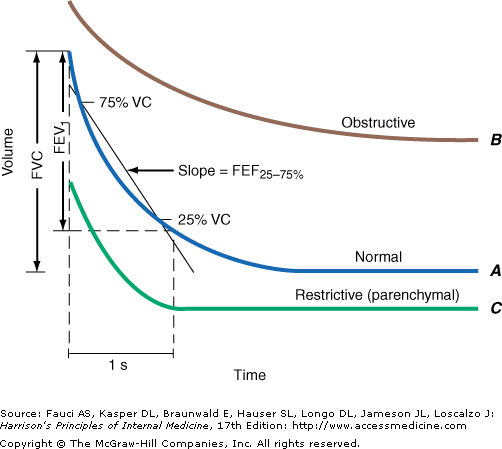 75% VC
Obstructive
B
Volume
FVC
FEV1
Slope = FEF25–75%
25% VC
Normal
A
Restrictive (parenchymal)
C
1 s
Time
Source: Fauci AS, Kasper DL, Braunwald E, Hauser SL, Longo DL, Jameson JL, Loscalzo J:
Harrison's Principles of Internal Medicine, 17th Edition: http://www.accessmedicine.com
Copyright © The McGraw-Hill Companies, Inc. All rights reserved.